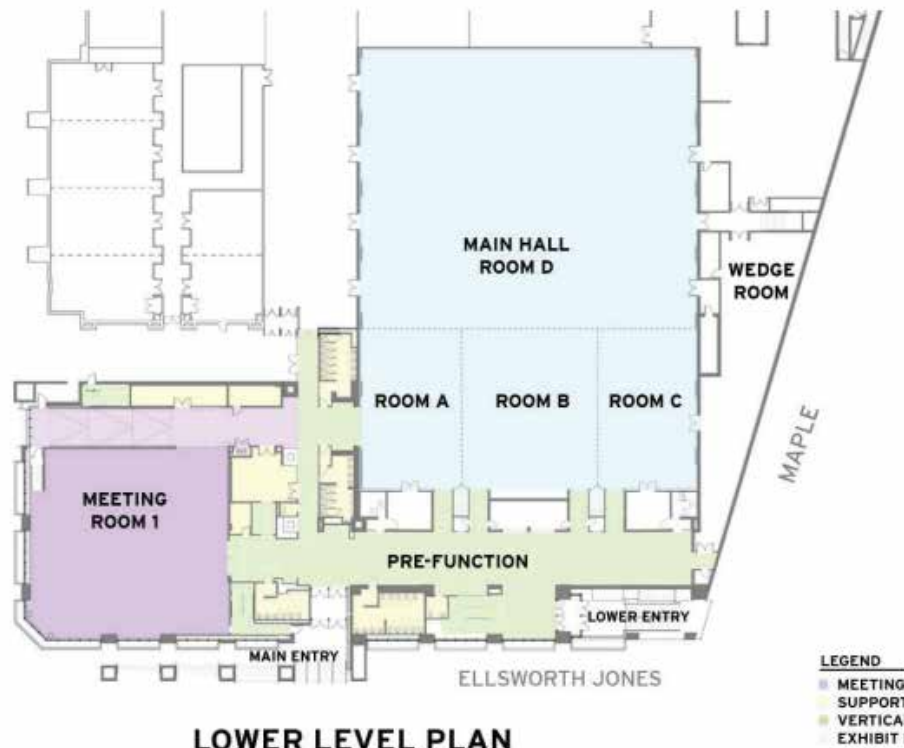 MAIN HALL
ROOM D
WEDGE
ROOM
ROOM A
ROOM B
ROOM C
MAPLE
MEETING
ROOM 1
PRE-FUNCTION
LOWER ENTRY
MAIN ENTRY
ELLSWORTH JONES
LEGEND
MEETING
SUPPORT
VERTICA
EXHIBIT
LOWER LEVEL PLAN